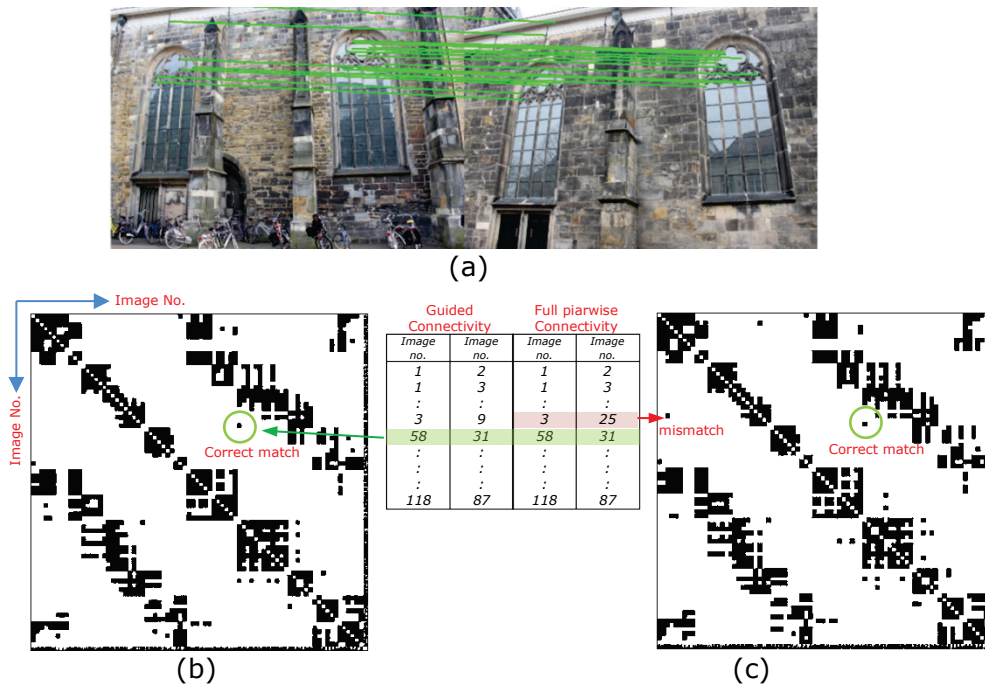 (a)
Image No.
Image No.
Guided Connectivity
Full piarwise Connectivity
Image no. Image no. Image no. Image no.
1 2 1 2
1 3 1 3
: : : :
3 9 3 25
58 31 58 31
: : : :
: : : :
118 87 118 87
Correct match
mismatch
Correct match
(b)
(c)